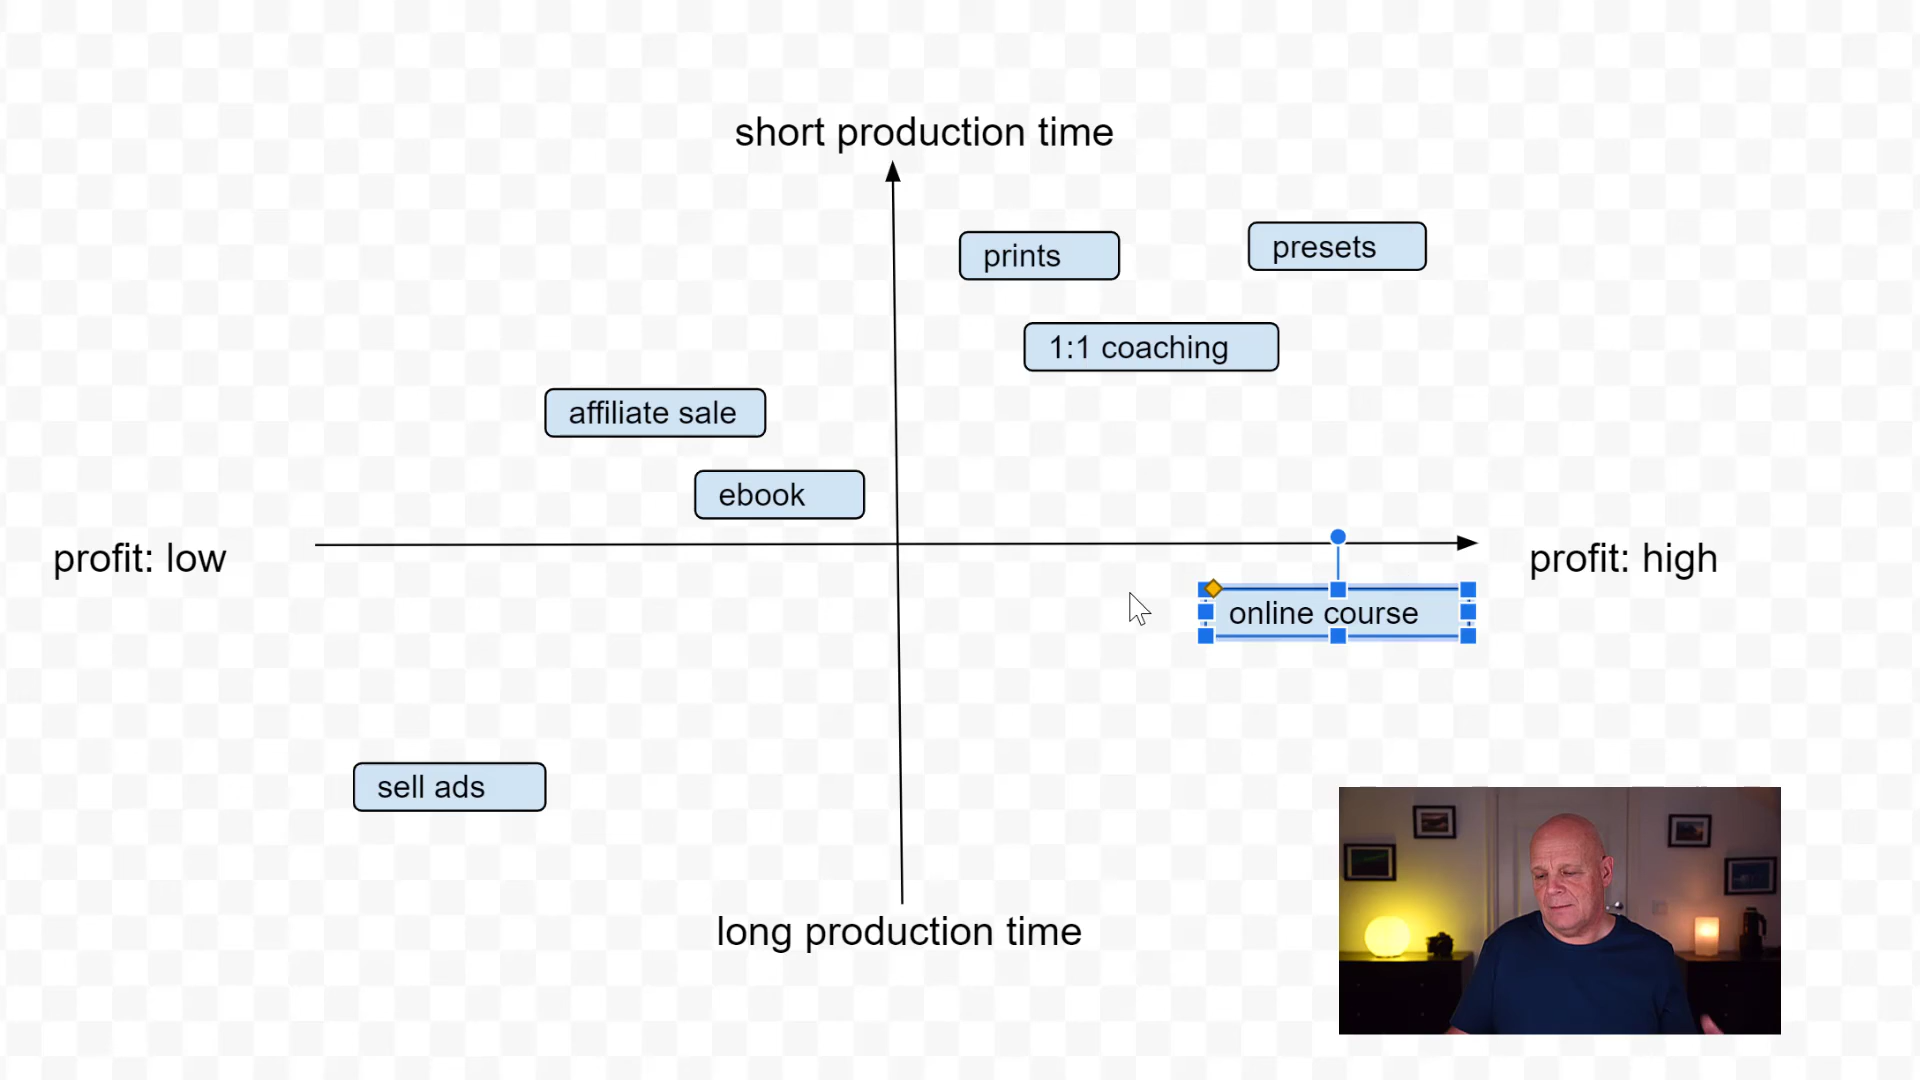 short production time
prints
presets
1:1 coaching
affiliate sale
ebook
profit: low
profit: high
online course
sell ads
long production time